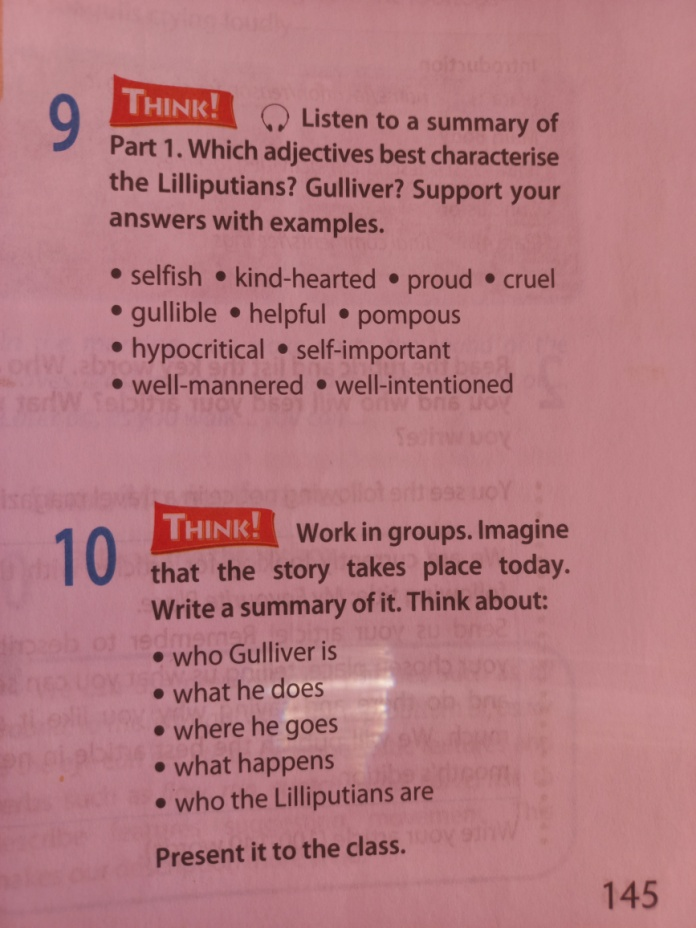 9 THINK! Listen to a summary of
Part 1. Which adjectives best characterise
the Lilliputians? Gulliver? Support your
answers with examples.
• selfish • kind-hearted • proud • cruel
• gullible • helpful • pompous
• hypocritical • self-important
• well-mannered • well-intentioned
10 THINK! Work in groups. Imagine
that the story takes place today.
Write a summary of it. Think about:
• who Gulliver is
• what he does
• where he goes
• what happens
• who the Lilliputians are
Present it to the class.
145